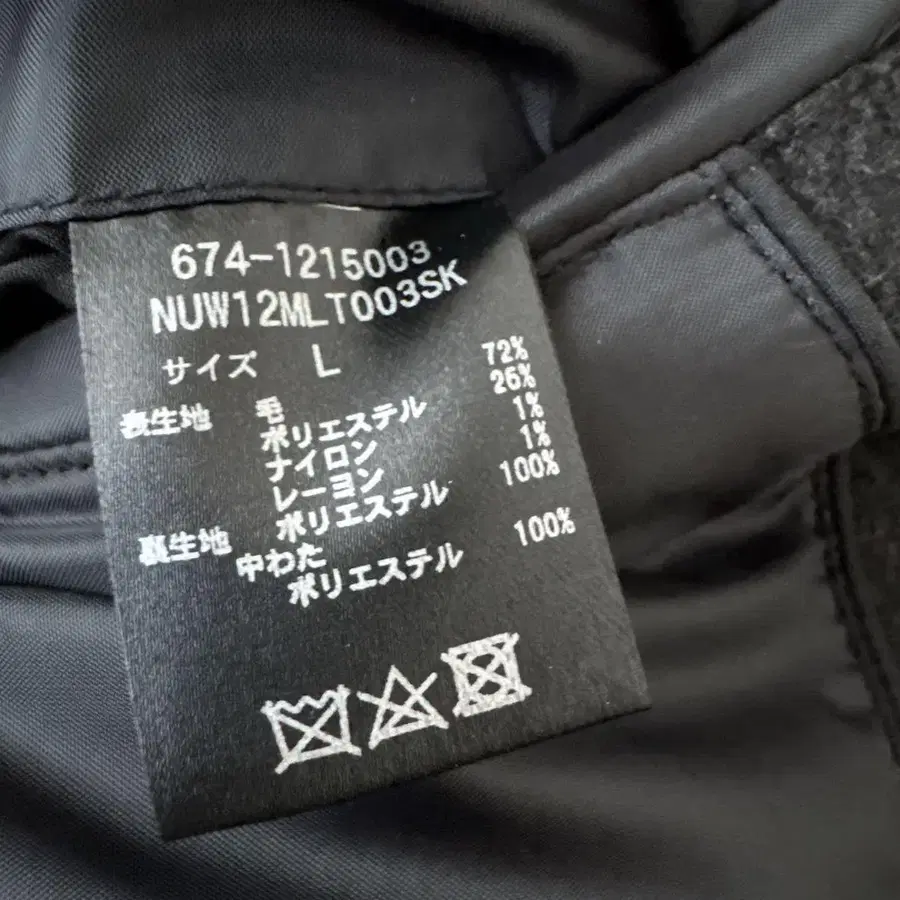 674-1215003
NUW12MLT003SK
サイズ L
表生地 毛 72%
ポリエステル 26%
ナイロン 1%
レーヨン 1%
裏生地 ポリエステル 100%
中わた
ポリエステル 100%